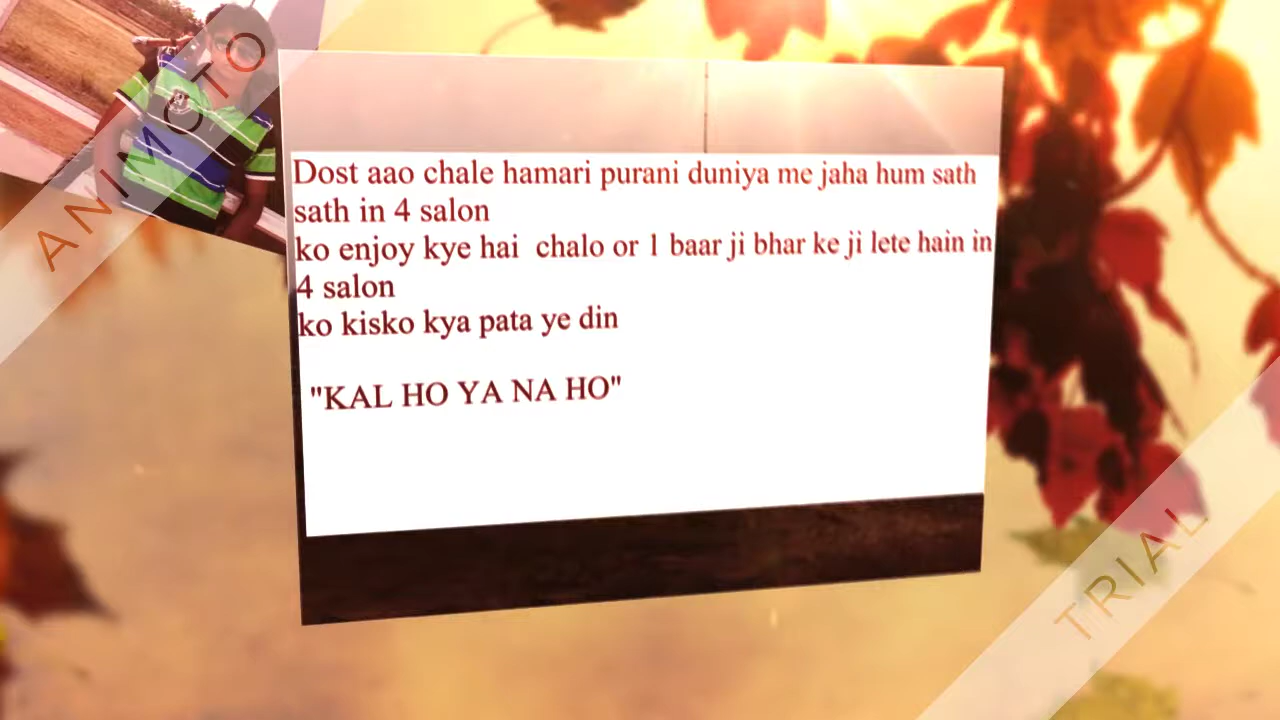 ANIMOTO
Dost aao chale hamari purani duniya me jaha hum sath
sath in 4 salon
ko enjoy kye hai  chalo or 1 baar ji bhar ke ji lete hain in
4 salon
ko kisko kya pata ye din
"KAL HO YA NA HO"
TRIAL